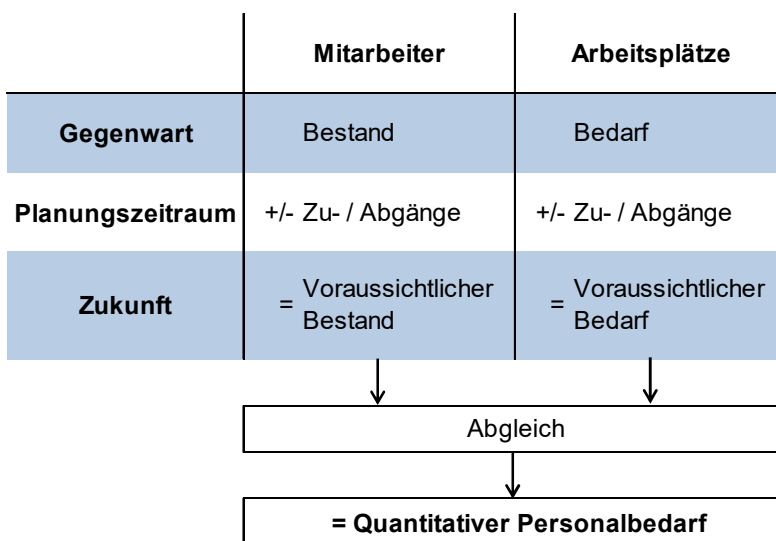 Mitarbeiter Arbeitsplätze
Gegenwart Bestand Bedarf
Planungszeitraum +/- Zu- / Abgänge +/- Zu- / Abgänge
Zukunft = Voraussichtlicher Bestand = Voraussichtlicher Bedarf
Abgleich
= Quantitativer Personalbedarf